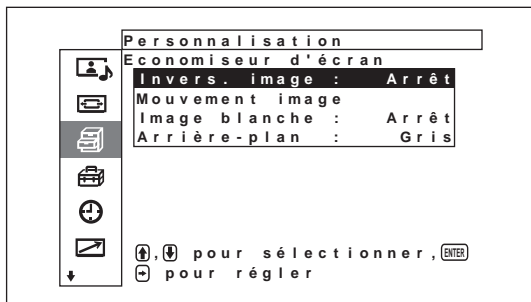 Personnalisation
Economiseur d'écran
Invers. image : Arrêt
Mouvement image
Image blanche : Arrêt
Arrière-plan : Gris
, pour sélectionner, ENTER
pour régler